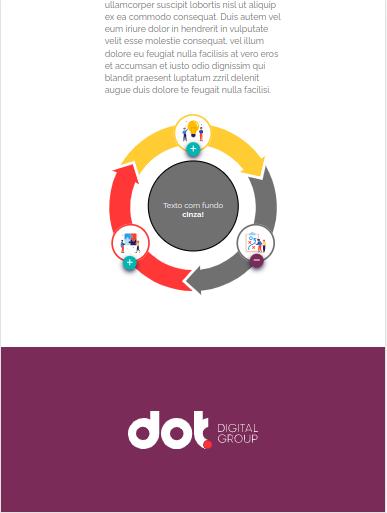 ullamcorper suscipit lobortis nisl ut aliquip
ex ea commodo consequat. Duis autem vel
eum iriure dolor in hendrerit in vulputate
velit esse molestie consequat, vel illum
dolore eu feugiat nulla facilisis at vero eros
et accumsan et iusto odio dignissim qui
blandit praesent luptatum zzril delenit
augue duis dolore te feugait nulla facilisi.
+
Texto com fundo
cinza!
+
−
dot
DIGITAL
GROUP